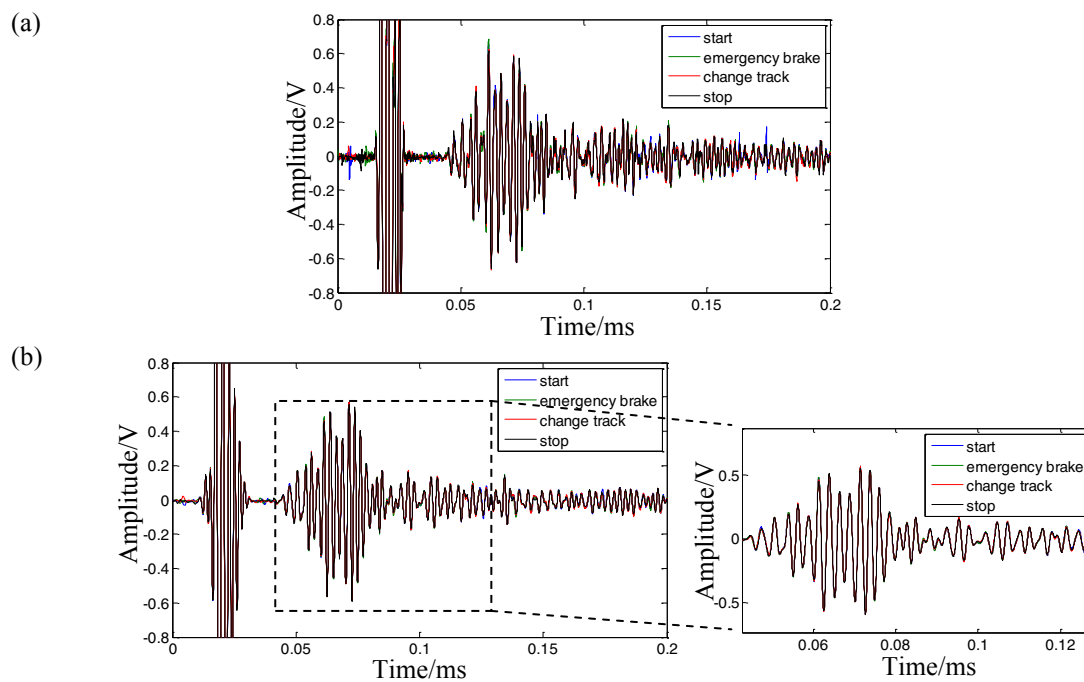 (a)
0.8
0.6
0.4
0.2
0
-0.2
-0.4
-0.6
-0.8
Amplitude/V
start
emergency brake
change track
stop
0
0.05
0.1
0.15
0.2
Time/ms
(b)
0.8
0.6
0.4
0.2
0
-0.2
-0.4
-0.6
-0.8
Amplitude/V
start
emergency brake
change track
stop
0
0.05
0.1
0.15
0.2
Time/ms
0.5
0
-0.5
Amplitude/V
start
emergency brake
change track
stop
0.06
0.08
0.1
0.12
Time/ms